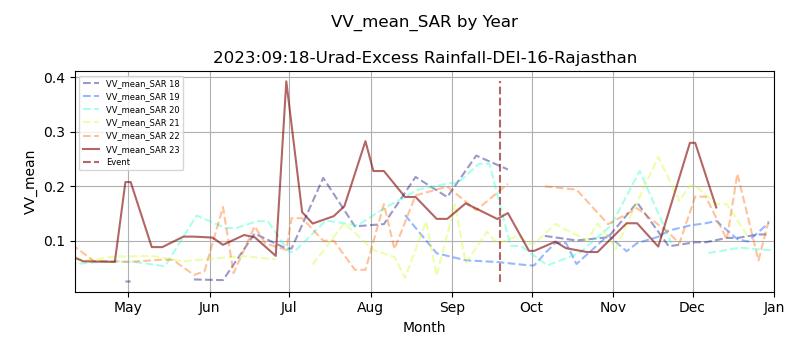 VV_mean_SAR by Year
2023:09:18-Urad-Excess Rainfall-DEI-16-Rajasthan
0.4
0.3
0.2
0.1
VV_mean
VV_mean_SAR 18
VV_mean_SAR 19
VV_mean_SAR 20
VV_mean_SAR 21
VV_mean_SAR 22
VV_mean_SAR 23
Event
May Jun Jul Aug Sep Oct Nov Dec Jan
Month